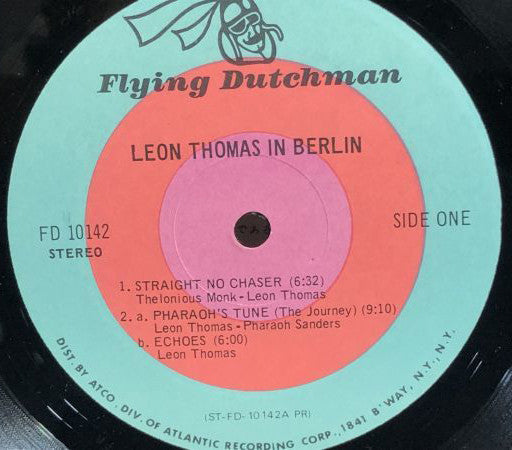 Flying Dutchman
LEON THOMAS IN BERLIN
FD 10142
STEREO
SIDE ONE
1. STRAIGHT NO CHASER (6:32)
Thelonious Monk - Leon Thomas
2. a. PHARAOH'S TUNE (The Journey) (9:10)
Leon Thomas - Pharoah Sanders
b. ECHOES (6:00)
Leon Thomas
(ST-FD-10142A PR)
DIST. BY ATCO. DIV. OF ATLANTIC RECORDING CORP., 1841 B'WAY, N.Y., N.Y.